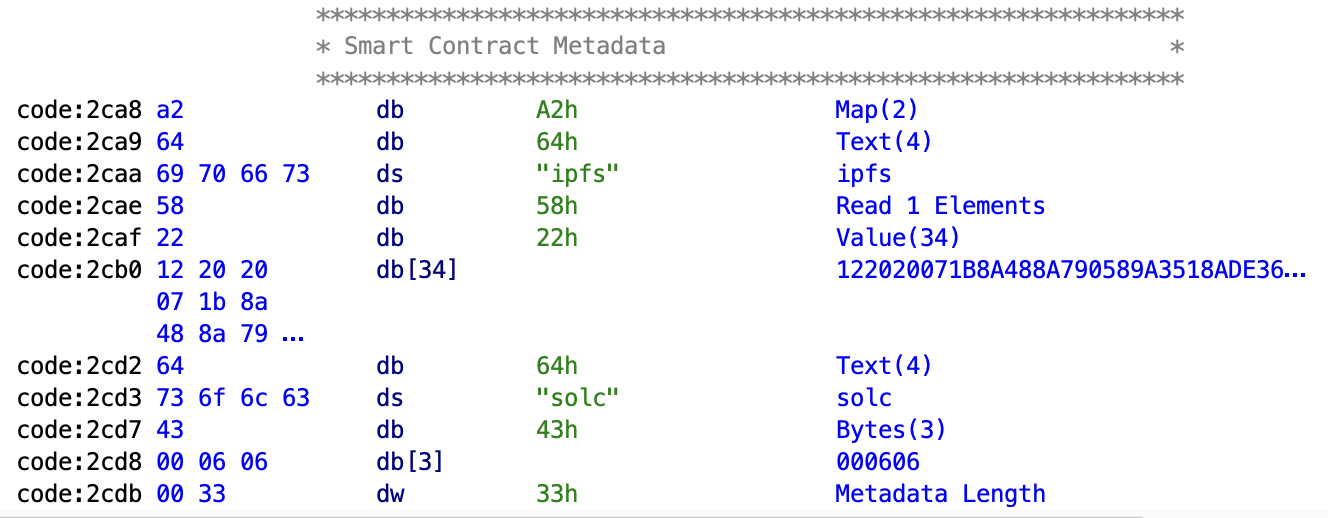 **************************************************************
* Smart Contract Metadata                                    *
**************************************************************
code:2ca8 a2 db A2h Map(2)
code:2ca9 64 db 64h Text(4)
code:2caa 69 70 66 73 ds "ipfs" ipfs
code:2cae 58 db 58h Read 1 Elements
code:2caf 22 db 22h Value(34)
code:2cb0 12 20 20 db[34] 122020071B8A488A790589A3518ADE36...
07 1b 8a
48 8a 79 ...
code:2cd2 64 db 64h Text(4)
code:2cd3 73 6f 6c 63 ds "solc" solc
code:2cd7 43 db 43h Bytes(3)
code:2cd8 00 06 06 db[3] 000606
code:2cdb 00 33 dw 33h Metadata Length